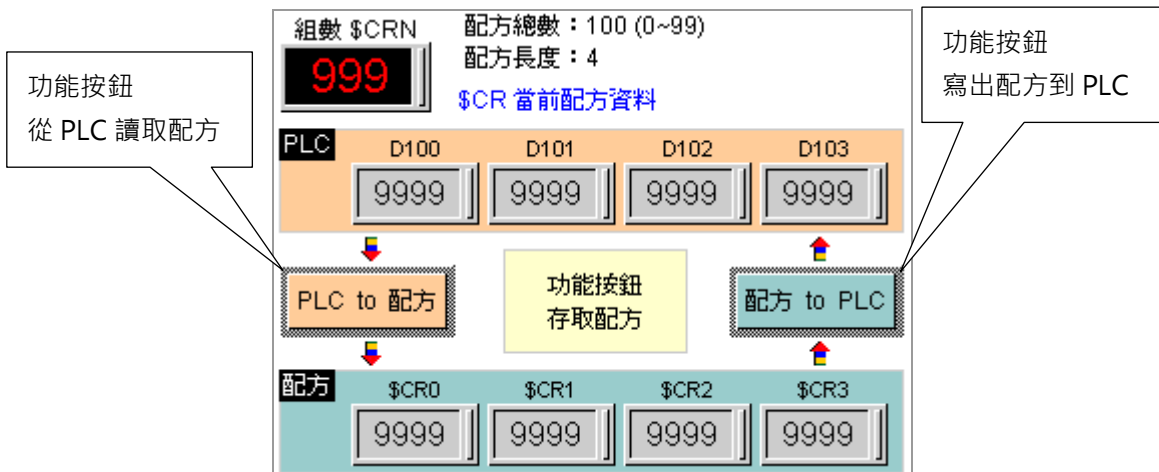 組數 $CRN
配方總數：100 (0~99)
999
配方長度：4
$CR 當前配方資料
功能按鈕
從 PLC 讀取配方
功能按鈕
寫出配方到 PLC
PLC
D100
D101
D102
D103
9999
9999
9999
9999
PLC to 配方
功能按鈕
存取配方
配方 to PLC
配方
$CR0
$CR1
$CR2
$CR3
9999
9999
9999
9999